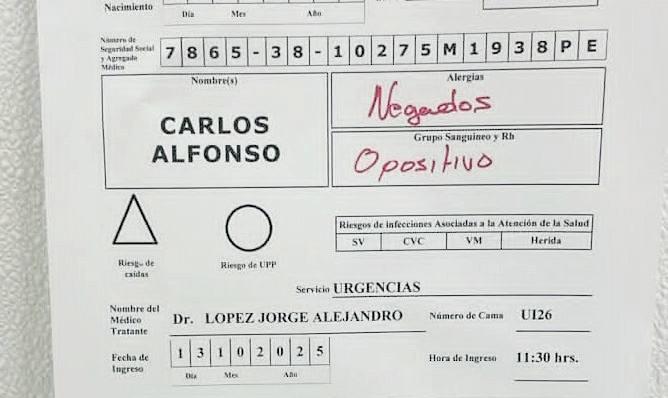 Nacimiento
Día Mes Año
Número de
Seguridad Social
y Agregado
Médico
7865-38-10275M1938PE
Nombre(s)
CARLOS
ALFONSO
Alergias
Negados
Grupo Sanguineo y Rh
O positivo
Riesgo de
caídas
Riesgo de UPP
Riesgos de infecciones Asociadas a la Atención de la Salud
SV CVC VM Herida
Servicio URGENCIAS
Nombre del
Médico
Tratante
Dr. LOPEZ JORGE ALEJANDRO
Número de Cama UI26
Fecha de
Ingreso
13102025
Día Mes Año
Hora de Ingreso 11:30 hrs.